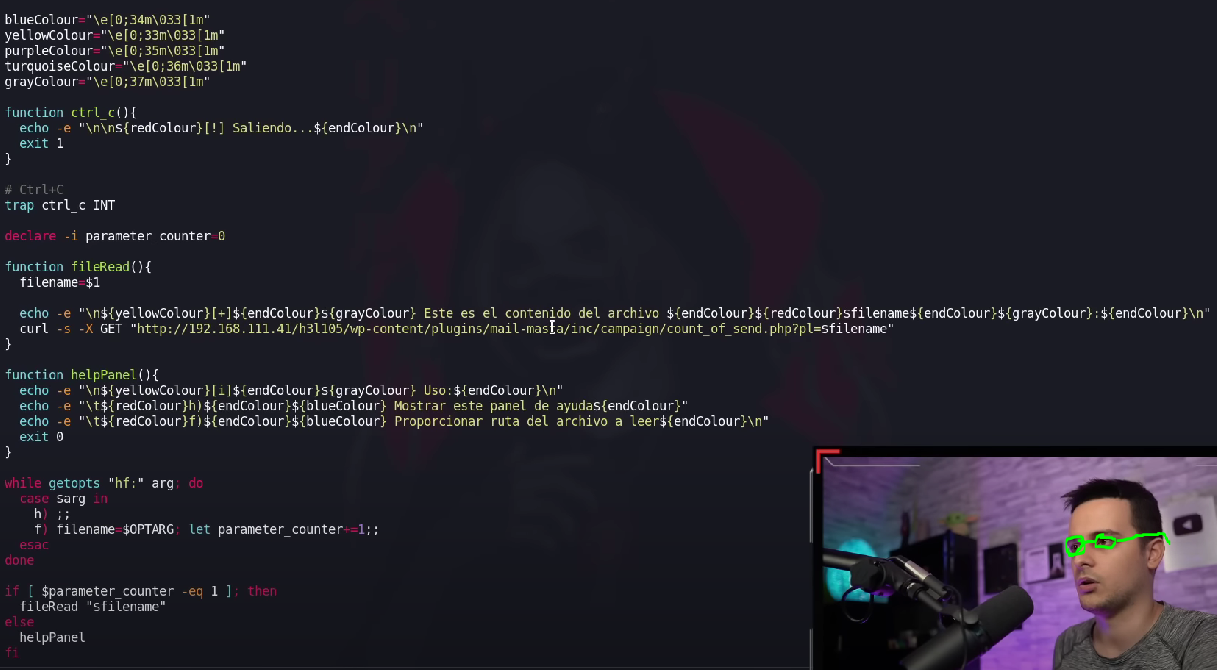 blueColour="\e[0;34m\033[1m"
yellowColour="\e[0;33m\033[1m"
purpleColour="\e[0;35m\033[1m"
turquoiseColour="\e[0;36m\033[1m"
grayColour="\e[0;37m\033[1m"
function ctrl_c(){
echo -e "\n\n${redColour}[!] Saliendo...${endColour}\n"
exit 1
}
# Ctrl+C
trap ctrl_c INT
declare -i parameter_counter=0
function fileRead(){
filename=$1
echo -e "\n${yellowColour}[+]${endColour}${grayColour} Este es el contenido del archivo ${endColour}${redColour}$filename${endColour}${grayColour}:${endColour}\n"
curl -s -X GET "http://192.168.111.41/h3l105/wp-content/plugins/mail-masta/inc/campaign/count_of_send.php?pl=$filename"
}
function helpPanel(){
echo -e "\n${yellowColour}[i]${endColour}${grayColour} Uso:${endColour}\n"
echo -e "\t${redColour}h)${endColour}${blueColour} Mostrar este panel de ayuda${endColour}"
echo -e "\t${redColour}f)${endColour}${blueColour} Proporcionar ruta del archivo a leer${endColour}\n"
exit 0
}
while getopts "hf:" arg; do
case $arg in
h) ;;
f) filename=$OPTARG; let parameter_counter+=1;;
esac
done
if [ $parameter_counter -eq 1 ]; then
fileRead "$filename"
else
helpPanel
fi